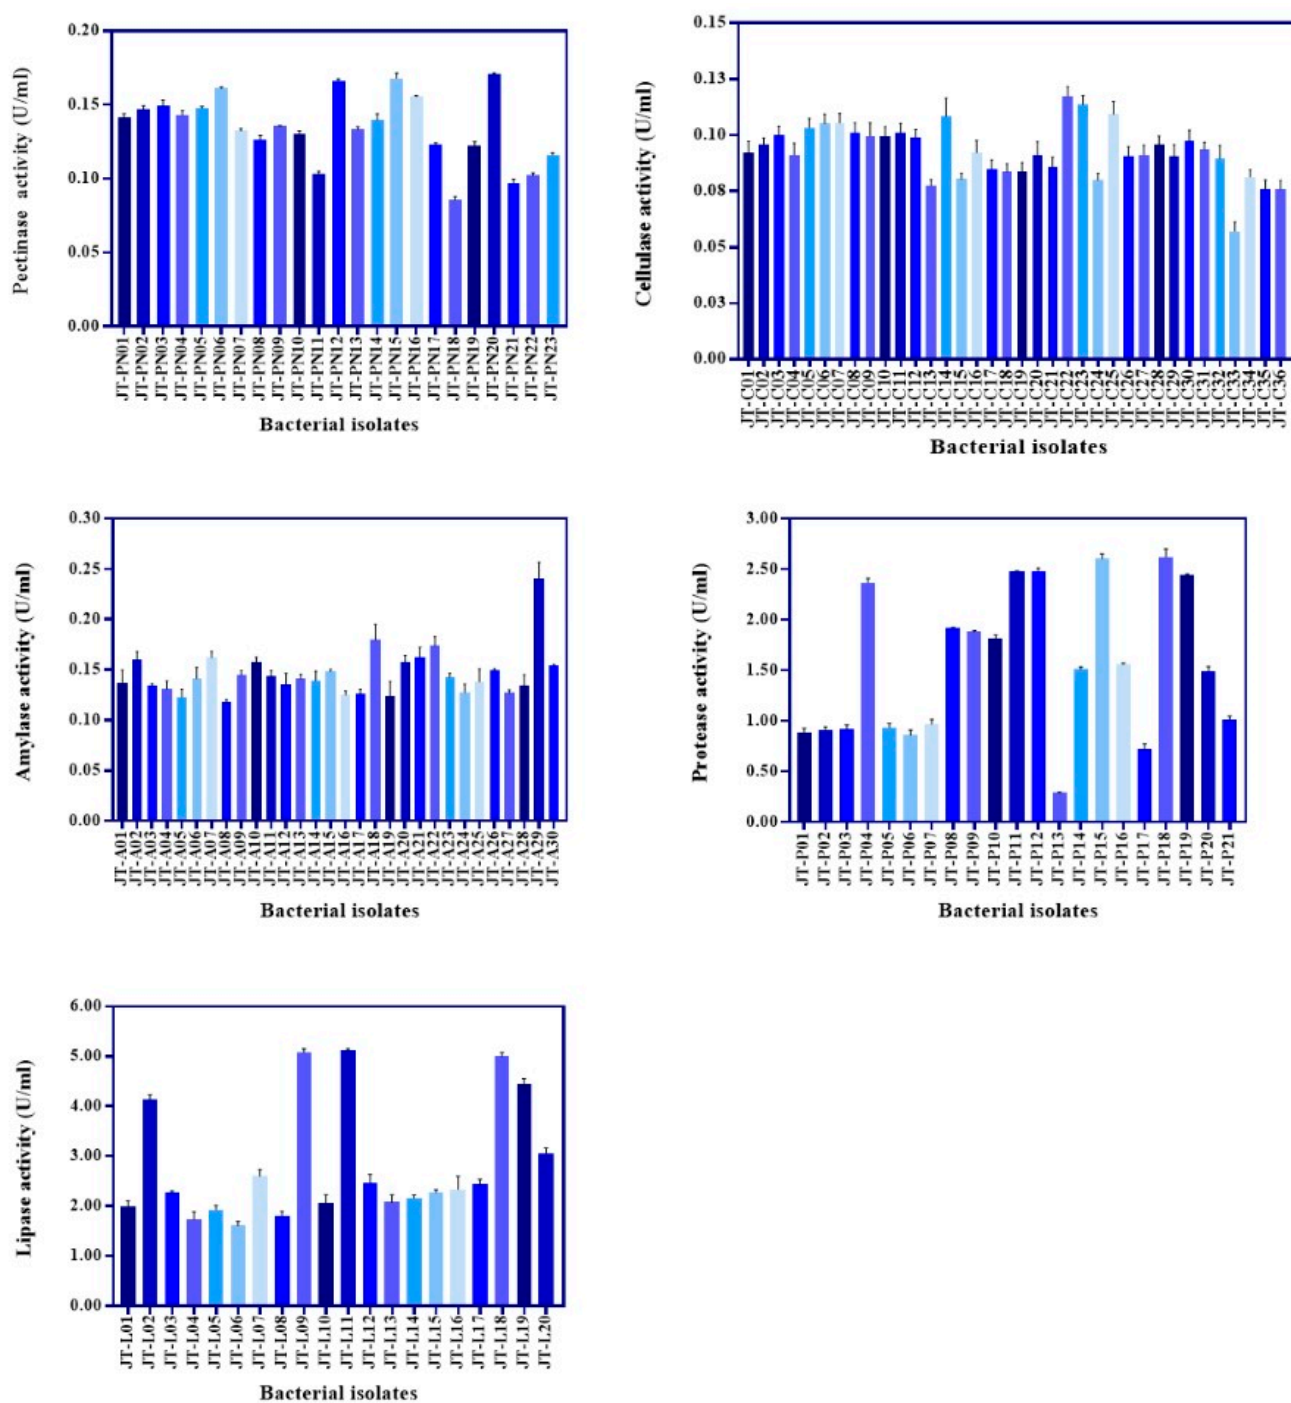 Pectinase activity (U/ml)
0.20
0.15
0.10
0.05
0.00
JT-PN01
JT-PN02
JT-PN03
JT-PN04
JT-PN05
JT-PN06
JT-PN07
JT-PN08
JT-PN09
JT-PN10
JT-PN11
JT-PN12
JT-PN13
JT-PN14
JT-PN15
JT-PN16
JT-PN17
JT-PN18
JT-PN19
JT-PN20
JT-PN21
JT-PN22
JT-PN23
Bacterial isolates
Cellulase activity (U/ml)
0.15
0.13
0.10
0.08
0.05
0.03
0.00
JT-C01
JT-C02
JT-C03
JT-C04
JT-C05
JT-C06
JT-C07
JT-C08
JT-C09
JT-C10
JT-C11
JT-C12
JT-C13
JT-C14
JT-C15
JT-C16
JT-C17
JT-C18
JT-C19
JT-C20
JT-C21
JT-C22
JT-C23
JT-C24
JT-C25
JT-C26
JT-C27
JT-C28
JT-C29
JT-C30
JT-C31
JT-C32
JT-C33
JT-C34
JT-C35
JT-C36
Bacterial isolates
Amylase activity (U/ml)
0.30
0.25
0.20
0.15
0.10
0.05
0.00
JT-A01
JT-A02
JT-A03
JT-A04
JT-A05
JT-A06
JT-A07
JT-A08
JT-A09
JT-A10
JT-A11
JT-A12
JT-A13
JT-A14
JT-A15
JT-A16
JT-A17
JT-A18
JT-A19
JT-A20
JT-A21
JT-A22
JT-A23
JT-A24
JT-A25
JT-A26
JT-A27
JT-A28
JT-A29
JT-A30
Bacterial isolates
Protease activity (U/ml)
3.00
2.50
2.00
1.50
1.00
0.50
0.00
JT-P01
JT-P02
JT-P03
JT-P04
JT-P05
JT-P06
JT-P07
JT-P08
JT-P09
JT-P10
JT-P11
JT-P12
JT-P13
JT-P14
JT-P15
JT-P16
JT-P17
JT-P18
JT-P19
JT-P20
JT-P21
Bacterial isolates
Lipase activity (U/ml)
6.00
5.00
4.00
3.00
2.00
1.00
0.00
JT-L01
JT-L02
JT-L03
JT-L04
JT-L05
JT-L06
JT-L07
JT-L08
JT-L09
JT-L10
JT-L11
JT-L12
JT-L13
JT-L14
JT-L15
JT-L16
JT-L17
JT-L18
JT-L19
JT-L20
Bacterial isolates